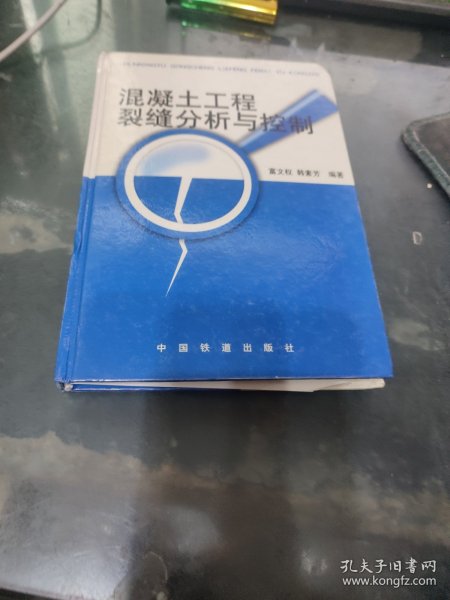 混凝土工程
裂缝分析与控制
富文权 韩素芳 编著
中国铁道出版社
孔夫子旧书网
www.kongfz.com